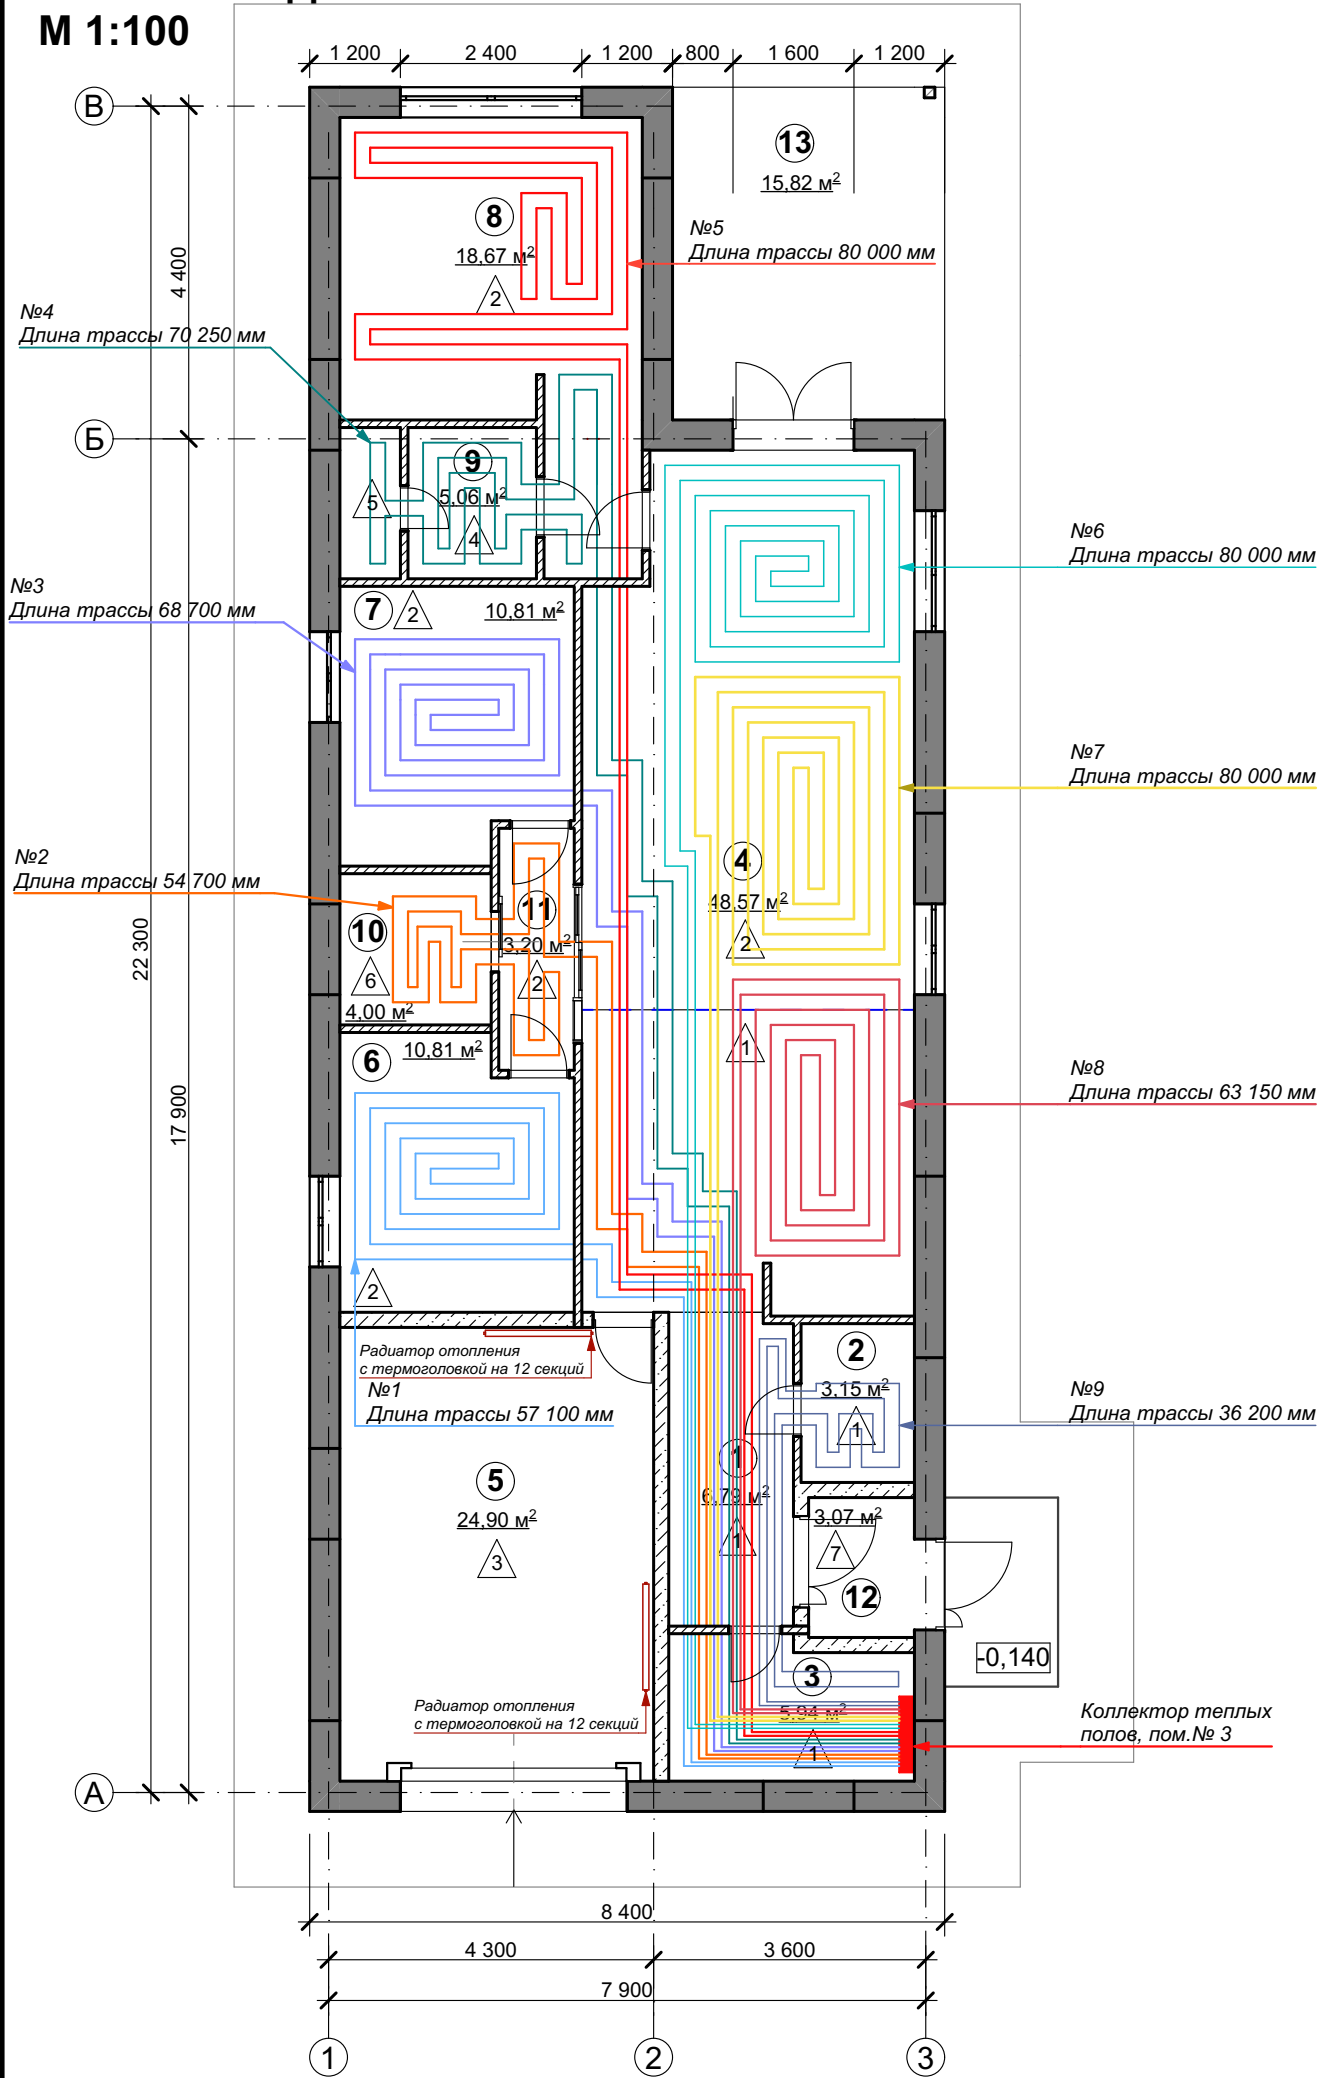 М 1:100
1 200
2 400
1 200
800
1 600
1 200
В
13
15,82 м2
8
18,67 м2
2
№5
Длина трассы 80 000 мм
4 400
№4
Длина трассы 70 250 мм
Б
9
5,06 м2
5
4
№6
Длина трассы 80 000 мм
№3
Длина трассы 68 700 мм
7
2
10,81 м2
№7
Длина трассы 80 000 мм
№2
Длина трассы 54 700 мм
4
48,57 м2
2
11
3,20 м2
2
10
6
4,00 м2
22 300
17 900
1
6
10,81 м2
№8
Длина трассы 63 150 мм
2
Радиатор отопления
с термоголовкой на 12 секций
№1
Длина трассы 57 100 мм
2
3,15 м2
1
№9
Длина трассы 36 200 мм
5
24,90 м2
3
1
6,79 м2
1
3,07 м2
7
12
-0,140
3
5,94 м2
1
Радиатор отопления
с термоголовкой на 12 секций
Коллектор теплых
полов, пом.№ 3
А
8 400
4 300
3 600
7 900
1
2
3